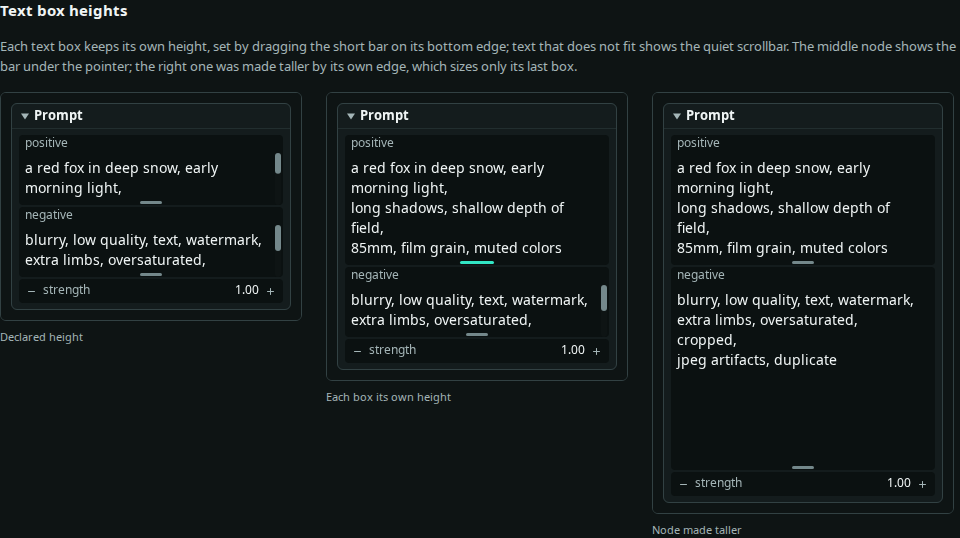 Text box heights
Each text box keeps its own height, set by dragging the short bar on its bottom edge; text that does not fit shows the quiet scrollbar. The middle node shows the
bar under the pointer; the right one was made taller by its own edge, which sizes only its last box.
Prompt
positive
a red fox in deep snow, early
morning light,
negative
blurry, low quality, text, watermark,
extra limbs, oversaturated,
− strength 1.00 +
Declared height
Prompt
positive
a red fox in deep snow, early
morning light,
long shadows, shallow depth of
field,
85mm, film grain, muted colors
negative
blurry, low quality, text, watermark,
extra limbs, oversaturated,
− strength 1.00 +
Each box its own height
Prompt
positive
a red fox in deep snow, early
morning light,
long shadows, shallow depth of
field,
85mm, film grain, muted colors
negative
blurry, low quality, text, watermark,
extra limbs, oversaturated,
cropped,
jpeg artifacts, duplicate
− strength 1.00 +
Node made taller